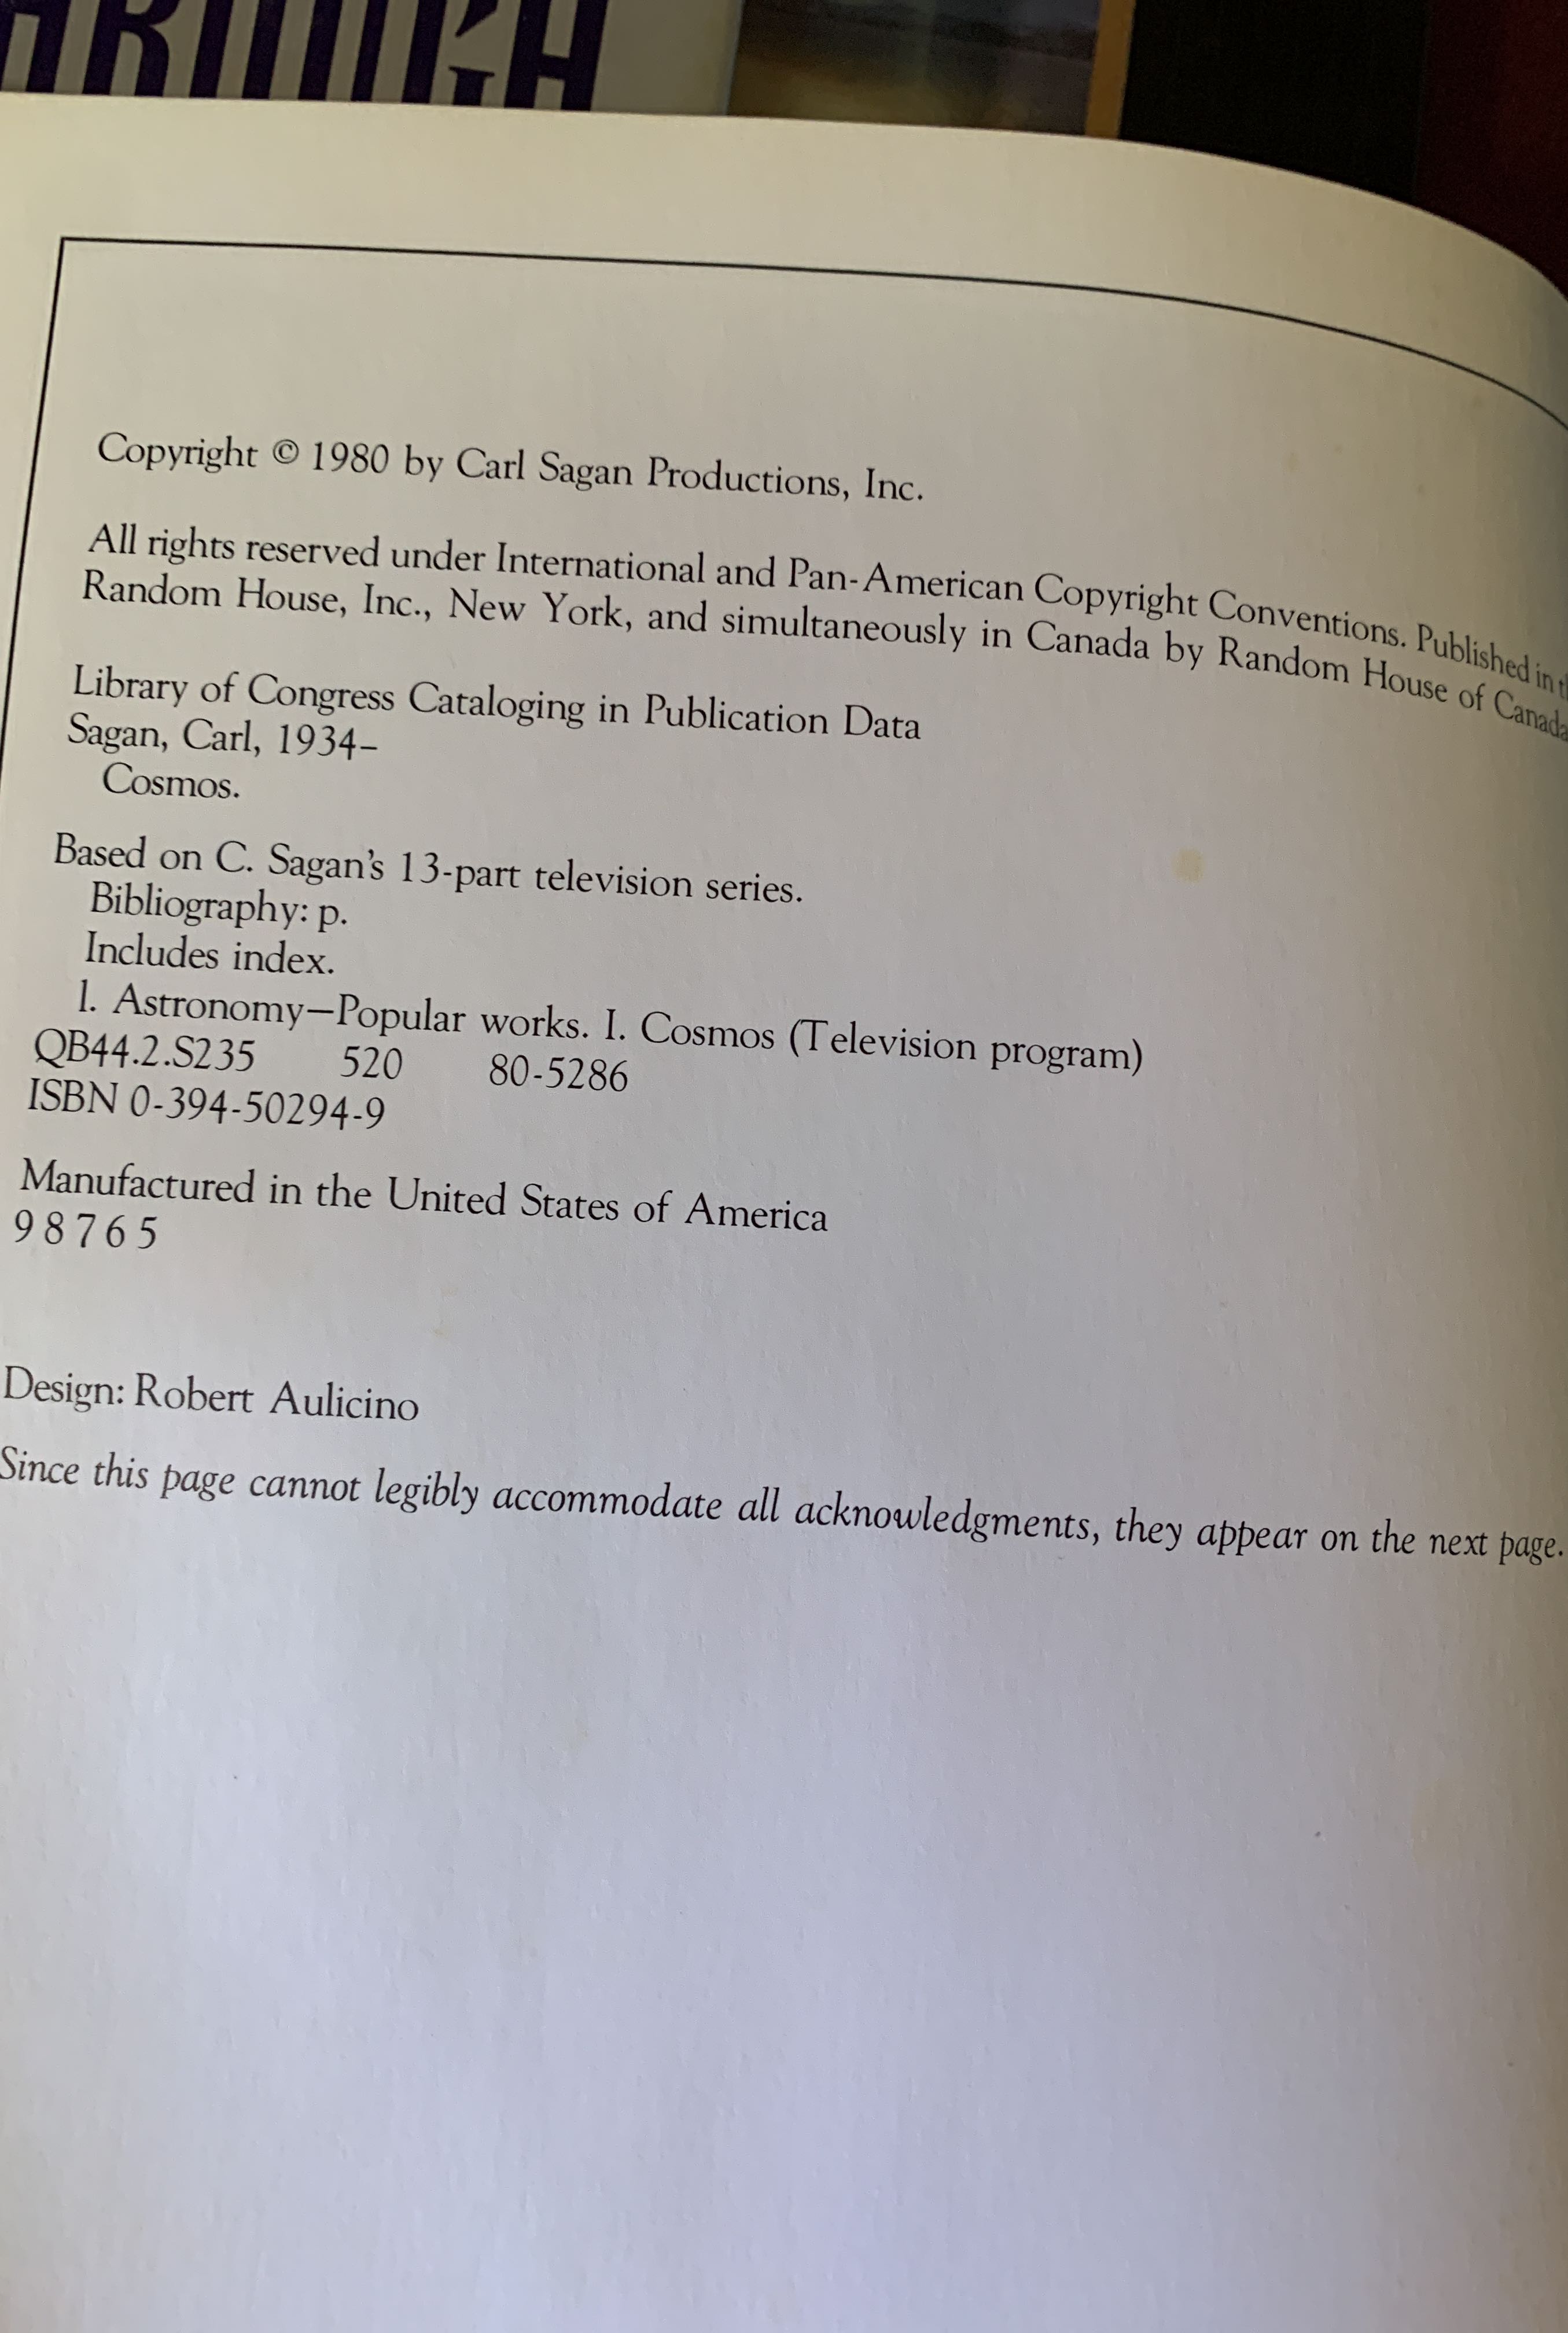 Copyright © 1980 by Carl Sagan Productions, Inc.
All rights reserved under International and Pan-American Copyright Conventions. Published in
Random House, Inc., New York, and simultaneously in Canada by Random House of Canada
Library of Congress Cataloging in Publication Data
Sagan, Carl, 1934–
Cosmos.
Based on C. Sagan's 13-part television series.
Bibliography: p.
Includes index.
1. Astronomy—Popular works. I. Cosmos (Television program)
QB44.2.S235 520 80-5286
ISBN 0-394-50294-9
Manufactured in the United States of America
9 8 7 6 5
Design: Robert Aulicino
Since this page cannot legibly accommodate all acknowledgments, they appear on the next page.